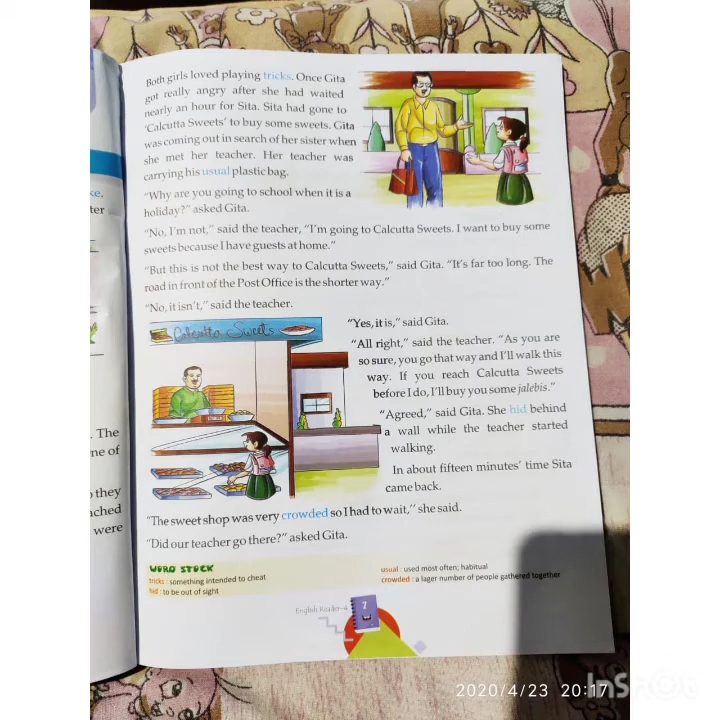 Both girls loved playing tricks. Once Gita
got really angry after she had waited
nearly an hour for Sita. Sita had gone to
'Calcutta Sweets' to buy some sweets. Gita
was coming out in search of her sister when
she met her teacher. Her teacher was
carrying his usual plastic bag.
"Why are you going to school when it is a
holiday?" asked Gita.
"No, I'm not," said the teacher, "I'm going to Calcutta Sweets. I want to buy some
sweets because I have guests at home."
"But this is not the best way to Calcutta Sweets," said Gita. "It's far too long. The
road in front of the Post Office is the shorter way."
"No, it isn't," said the teacher.
Calcutta Sweets
"Yes, it is," said Gita.
"All right," said the teacher. "As you are
so sure, you go that way and I'll walk this
way. If you reach Calcutta Sweets
before I do, I'll buy you some jalebis."
"Agreed," said Gita. She hid behind
a wall while the teacher started
walking.
In about fifteen minutes' time Sita
came back.
"The sweet shop was very crowded so I had to wait," she said.
"Did our teacher go there?" asked Gita.
WORD STOCK
tricks : something intended to cheat
hid : to be out of sight
usual : used most often; habitual
crowded : a lager number of people gathered together
English Reader-4
7
ke.
ter
. The
ne of
they
ached
were
2020/4/23 20:17
InShot